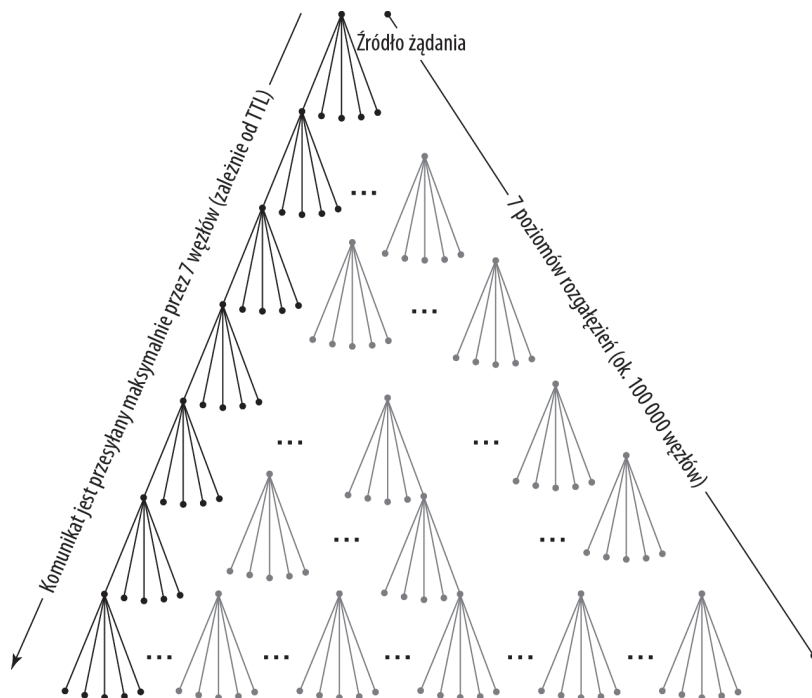 Źródło żądania
Komunikat jest przesyłany maksymalnie przez 7 węzłów (zależnie od TTL)
7 poziomów rozgałęzień (ok. 100 000 węzłów)